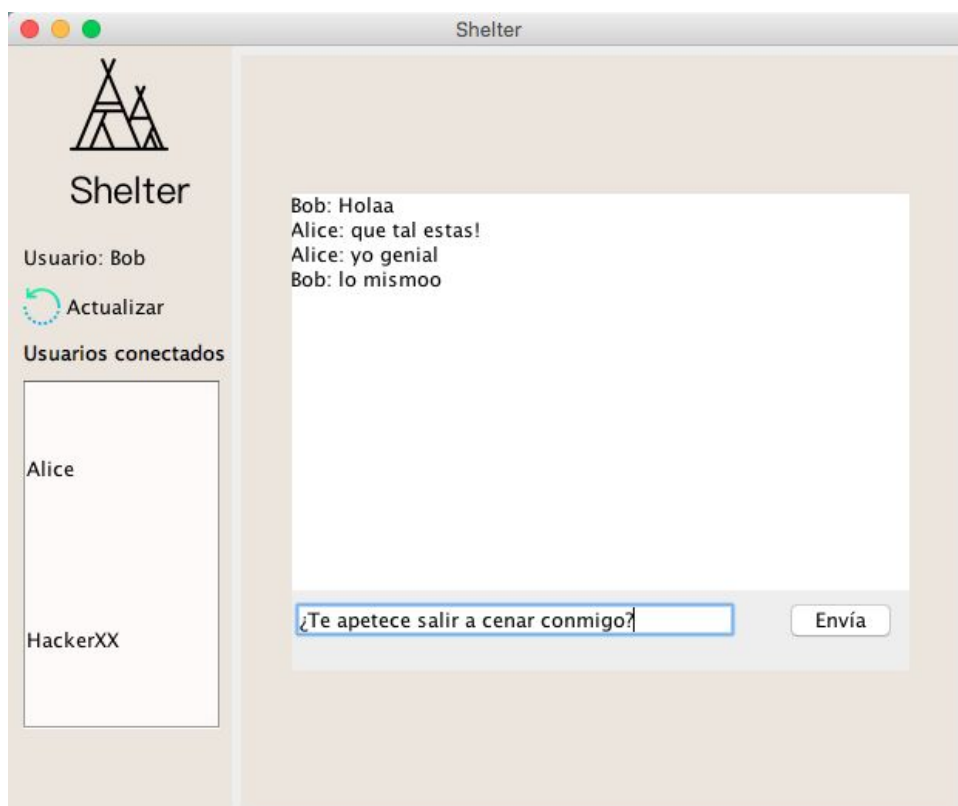 Shelter
Shelter
Usuario: Bob
Actualizar
Usuarios conectados
Alice
HackerXX
Bob: Holaa
Alice: que tal estas!
Alice: yo genial
Bob: lo mismoo
¿Te apetece salir a cenar conmigo?
Envía